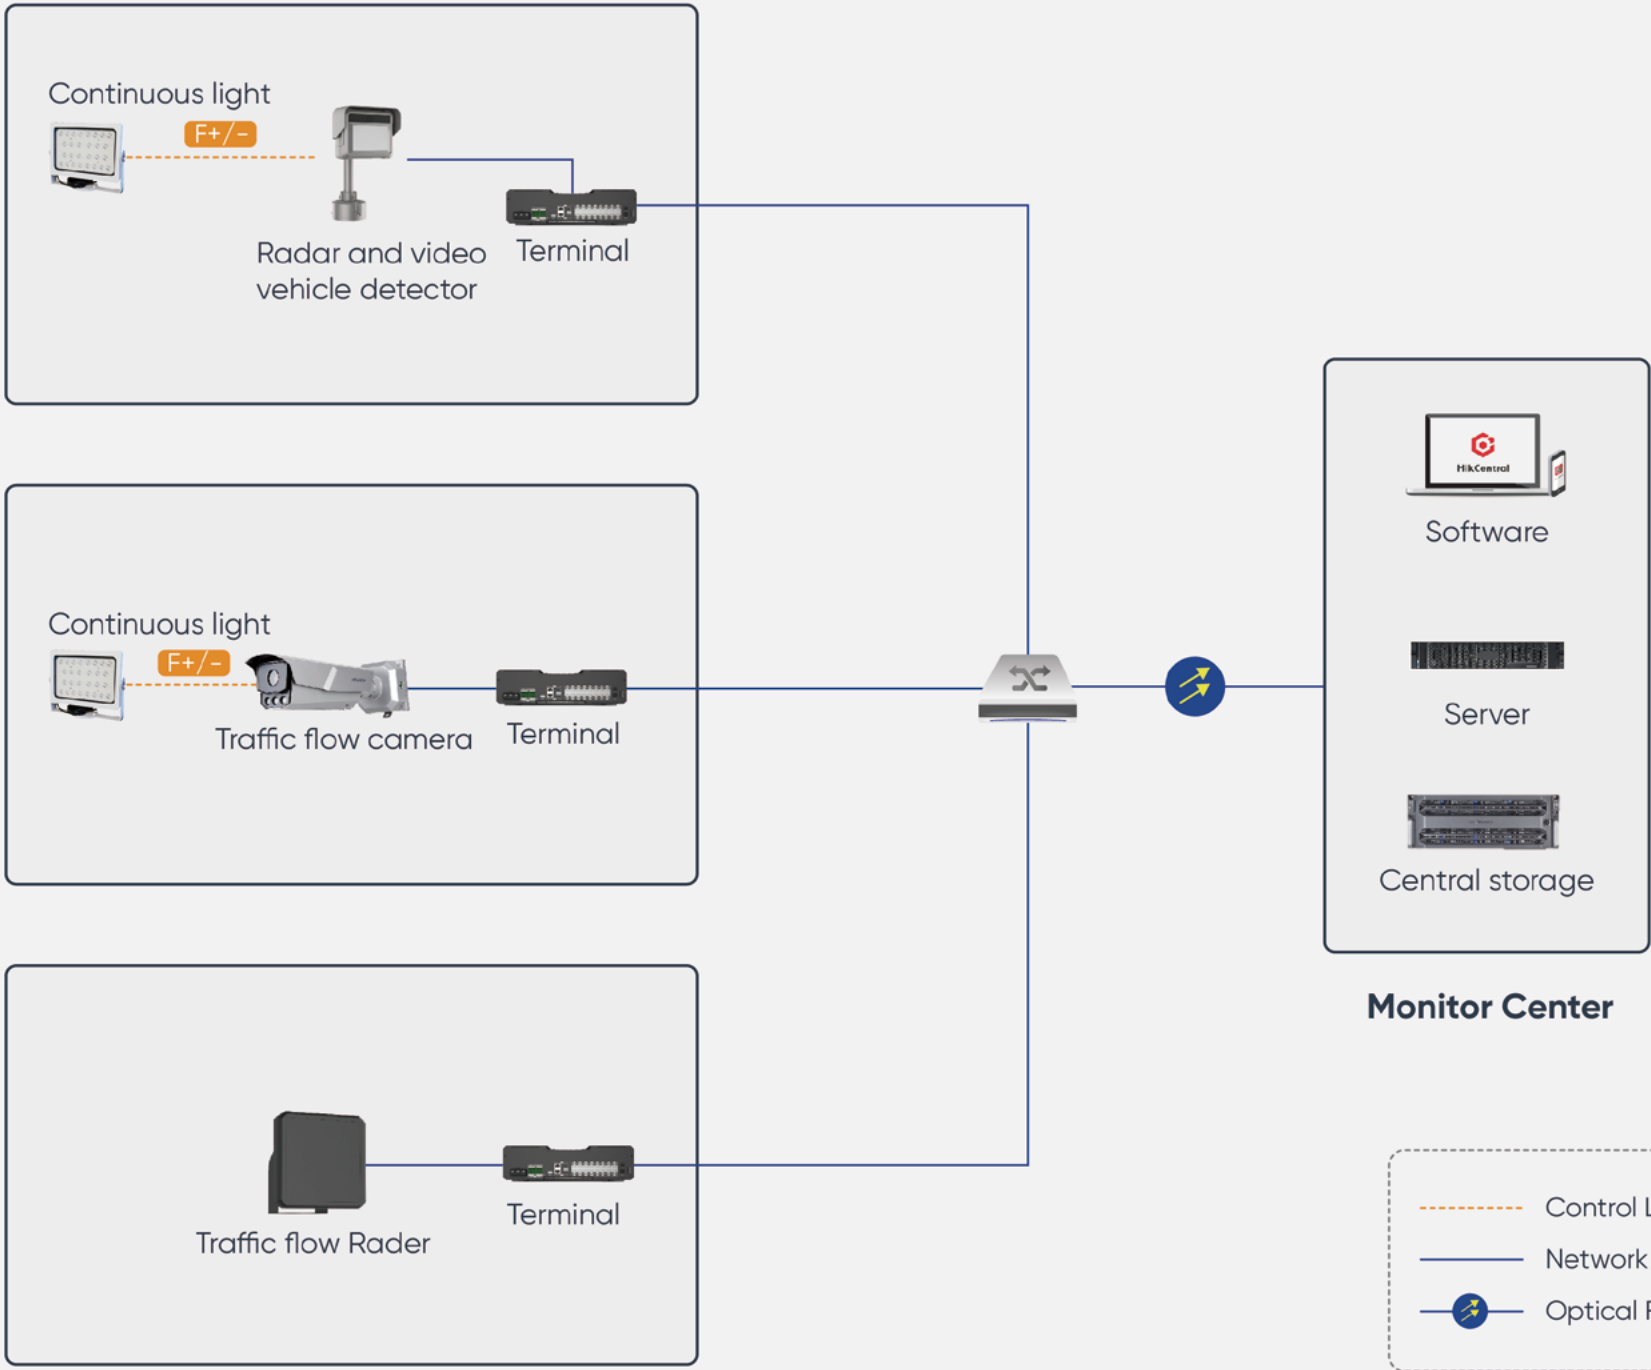 Continuous light
F+/-
Radar and video
vehicle detector
Terminal
Continuous light
F+/-
Traffic flow camera
Terminal
Traffic flow Rader
Terminal
HikCentral
Software
Server
Central storage
Monitor Center
Control L
Network
Optical F